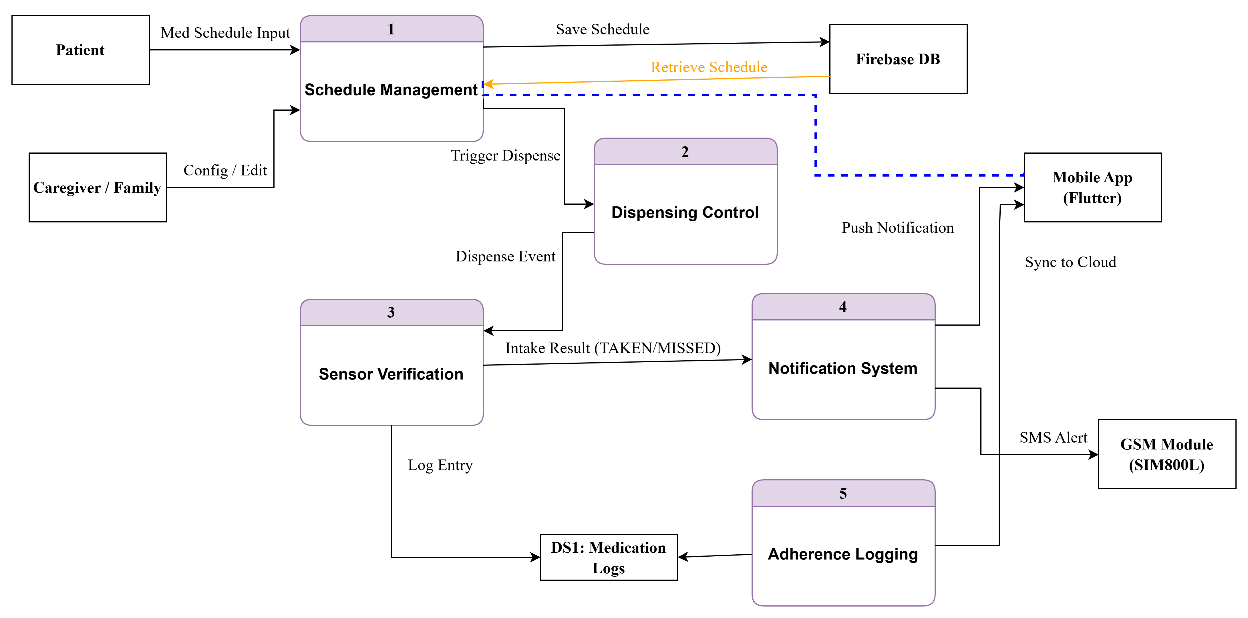 Patient
Med Schedule Input
1
Schedule Management
Save Schedule
Retrieve Schedule
Firebase DB
Caregiver / Family
Config / Edit
Trigger Dispense
2
Dispensing Control
Mobile App
(Flutter)
Push Notification
Dispense Event
Sync to Cloud
3
Sensor Verification
Intake Result (TAKEN/MISSED)
4
Notification System
SMS Alert
GSM Module
(SIM800L)
Log Entry
5
Adherence Logging
DS1: Medication
Logs